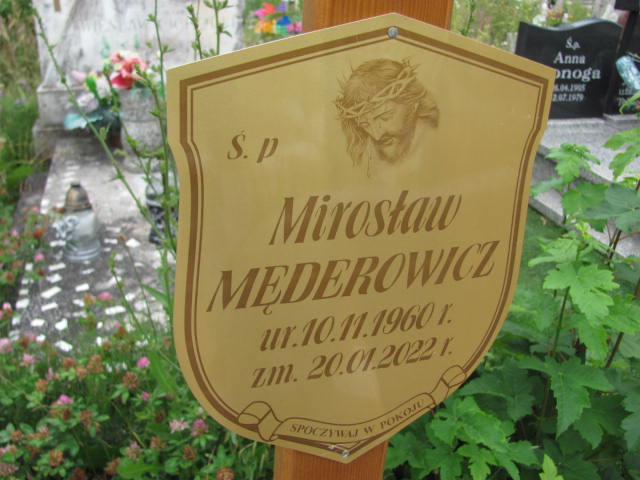 Ś. p
Mirosław
MĘDEROWICZ
ur. 10.11.1960 r.
zm. 20.01.2022 r.
SPOCZYWAJ W POKOJU
Ś.p.
Anna